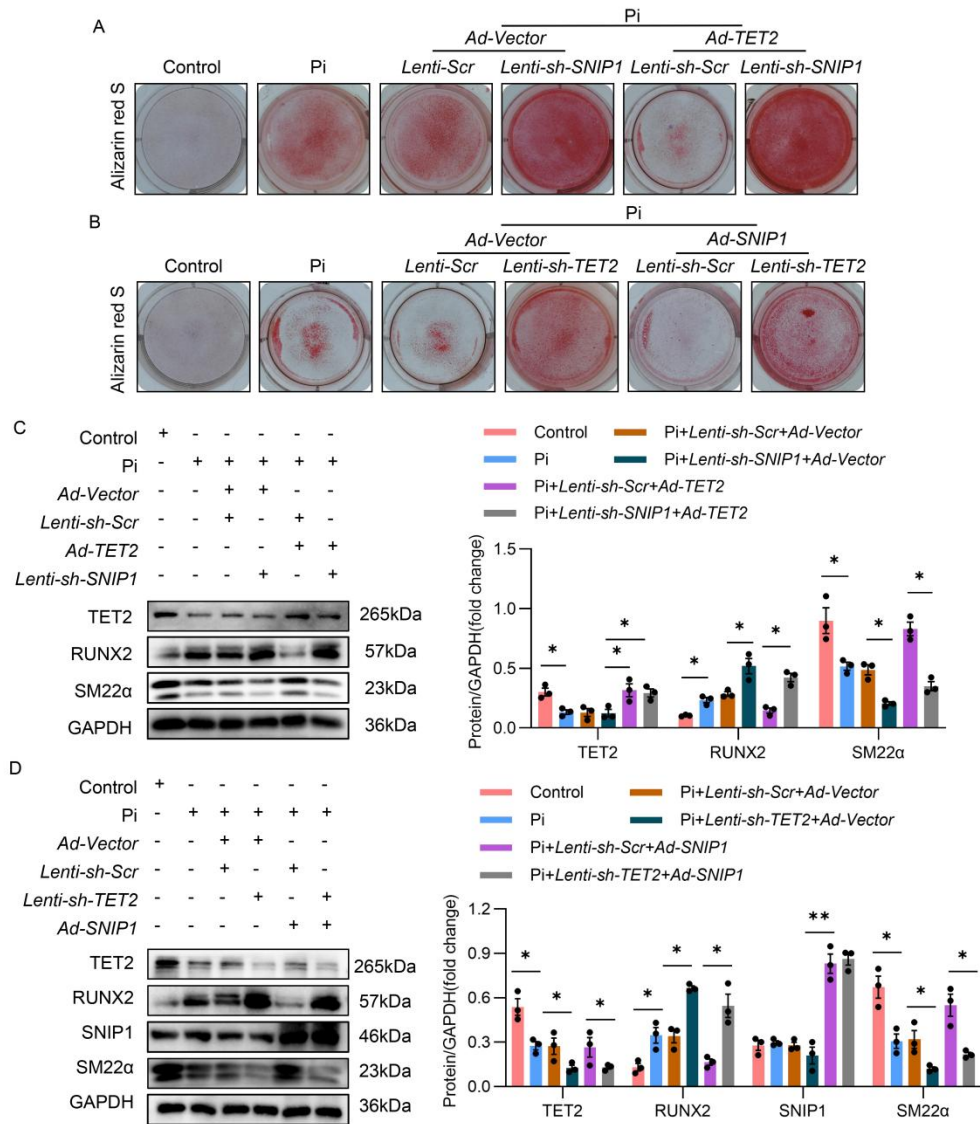 A
Pi
Ad-Vector Ad-TET2
Control Pi Lenti-Scr Lenti-sh-SNIP1 Lenti-sh-Scr Lenti-sh-SNIP1
Alizarin red S
B
Pi
Ad-Vector Ad-SNIP1
Control Pi Lenti-Scr Lenti-sh-TET2 Lenti-sh-Scr Lenti-sh-TET2
Alizarin red S
C
Control + - - - - -
Pi - + + + + +
Ad-Vector - - + + - -
Lenti-sh-Scr - - + - + -
Ad-TET2 - - - - + +
Lenti-sh-SNIP1 - - - + - +
TET2 265kDa
RUNX2 57kDa
SM22α 23kDa
GAPDH 36kDa
Control Pi+Lenti-sh-Scr+Ad-Vector
Pi Pi+Lenti-sh-SNIP1+Ad-Vector
Pi+Lenti-sh-Scr+Ad-TET2
Pi+Lenti-sh-SNIP1+Ad-TET2
Protein/GAPDH(fold change)
1.5
1.0
0.5
0.0
* * * * * * * * *
TET2 RUNX2 SM22α
D
Control + - - - - -
Pi - + + + + +
Ad-Vector - - + + - -
Lenti-sh-Scr - - + - + -
Lenti-sh-TET2 - - - + - +
Ad-SNIP1 - - - - + +
TET2 265kDa
RUNX2 57kDa
SNIP1 46kDa
SM22α 23kDa
GAPDH 36kDa
Control Pi+Lenti-sh-Scr+Ad-Vector
Pi Pi+Lenti-sh-TET2+Ad-Vector
Pi+Lenti-sh-Scr+Ad-SNIP1
Pi+Lenti-sh-TET2+Ad-SNIP1
Protein/GAPDH(fold change)
1.2
0.9
0.6
0.3
0.0
* * * * * * ** * * *
TET2 RUNX2 SNIP1 SM22α